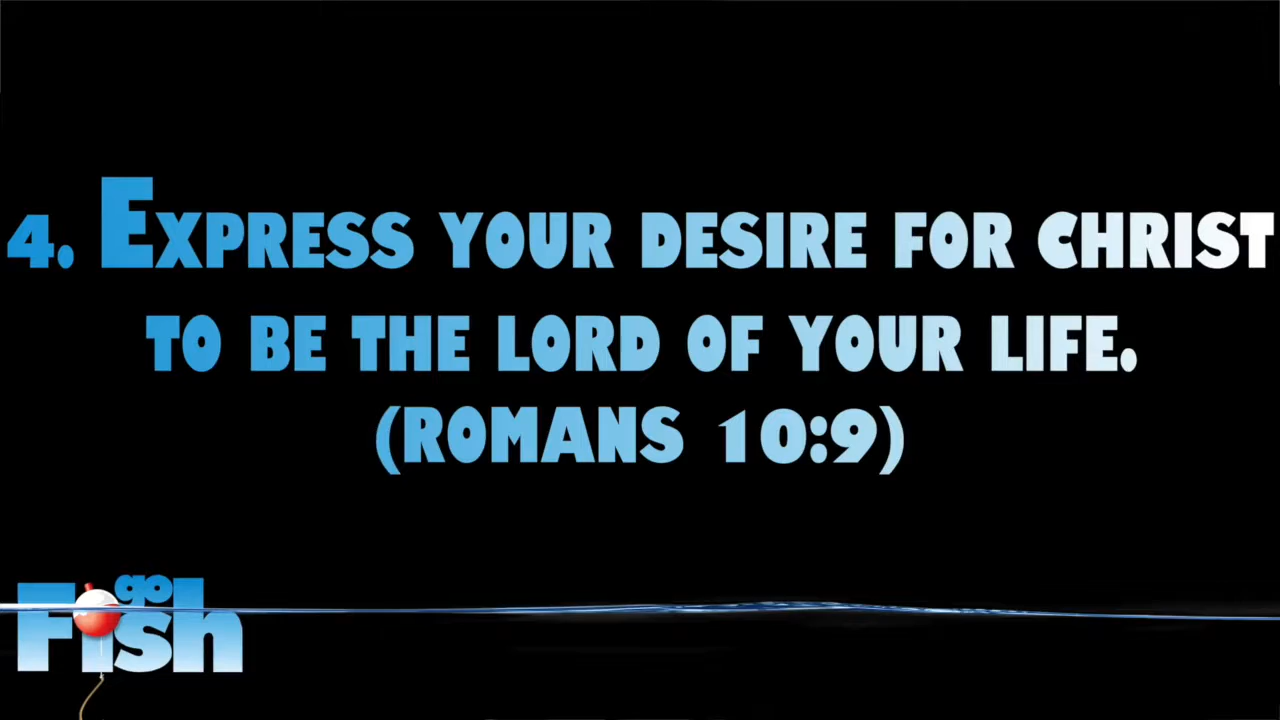 4. EXPRESS YOUR DESIRE FOR CHRIST
TO BE THE LORD OF YOUR LIFE.
(ROMANS 10:9)
go
Fish